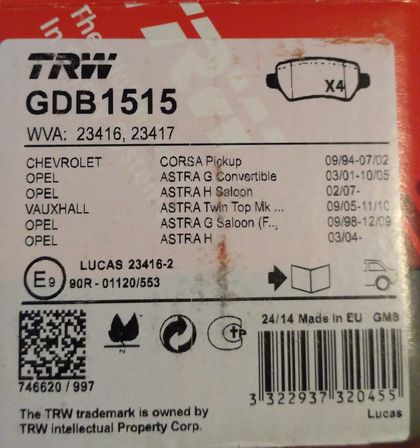 TRW
X4
GDB1515
WVA: 23416, 23417
CHEVROLET CORSA Pickup 09/94-07/02
OPEL ASTRA G Convertible 03/01-10/05
OPEL ASTRA H Saloon 02/07-
VAUXHALL ASTRA Twin Top Mk ... 09/05-11/10
OPEL ASTRA G Saloon (F.. 09/98-12/09
OPEL ASTRA H 03/04-
E9
LUCAS 23416-2
90R - 01120/553
N
24/14 Made in EU GMS
746620 / 997
3 322937 320455
The TRW trademark is owned by
TRW intellectual Property Corp.
Lucas